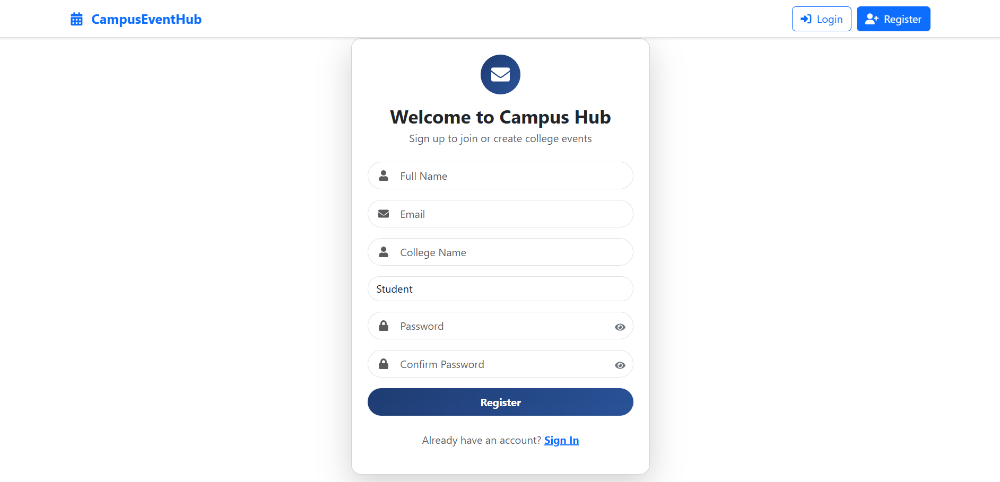 CampusEventHub
Login
Register
Welcome to Campus Hub
Sign up to join or create college events
Full Name
Email
College Name
Student
Password
Confirm Password
Register
Already have an account? Sign In